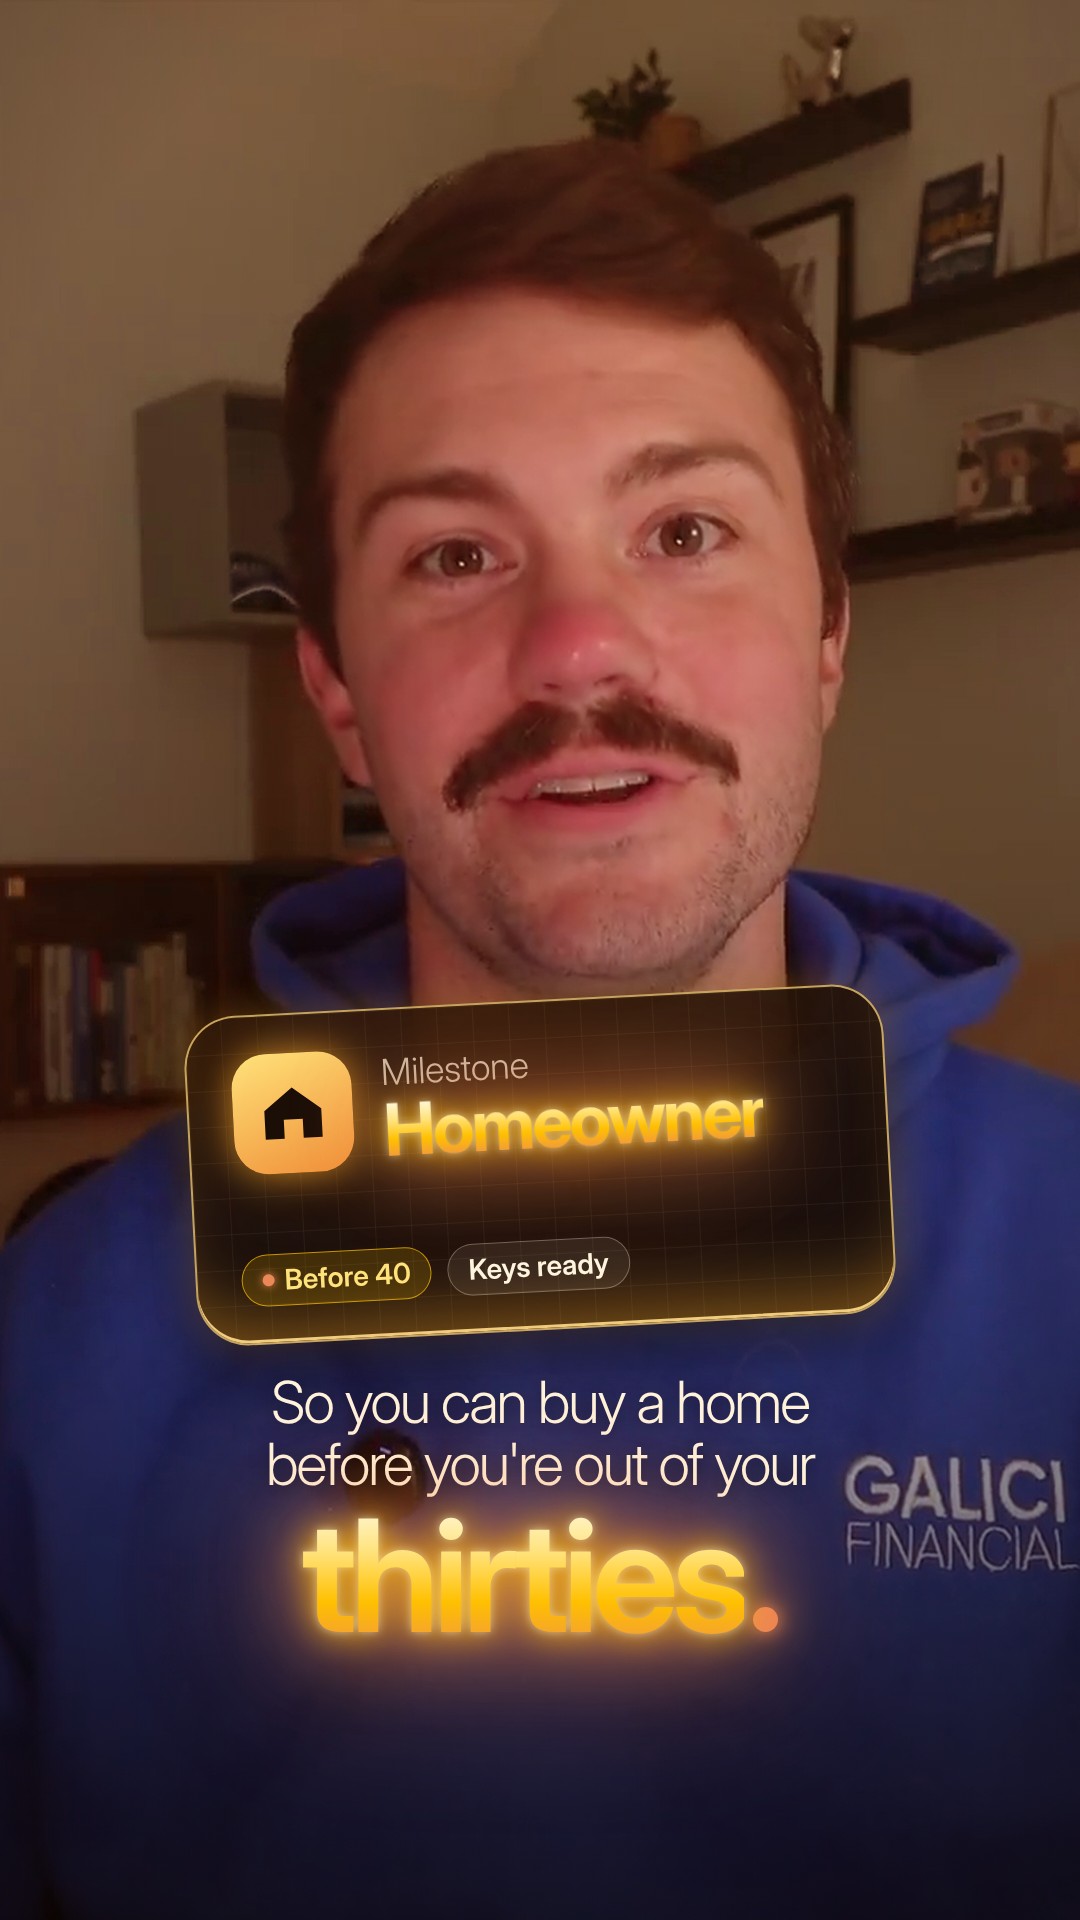 Milestone
Homeowner
Before 40
Keys ready
So you can buy a home
before you're out of your
thirties.
GALICI
FINANCIAL